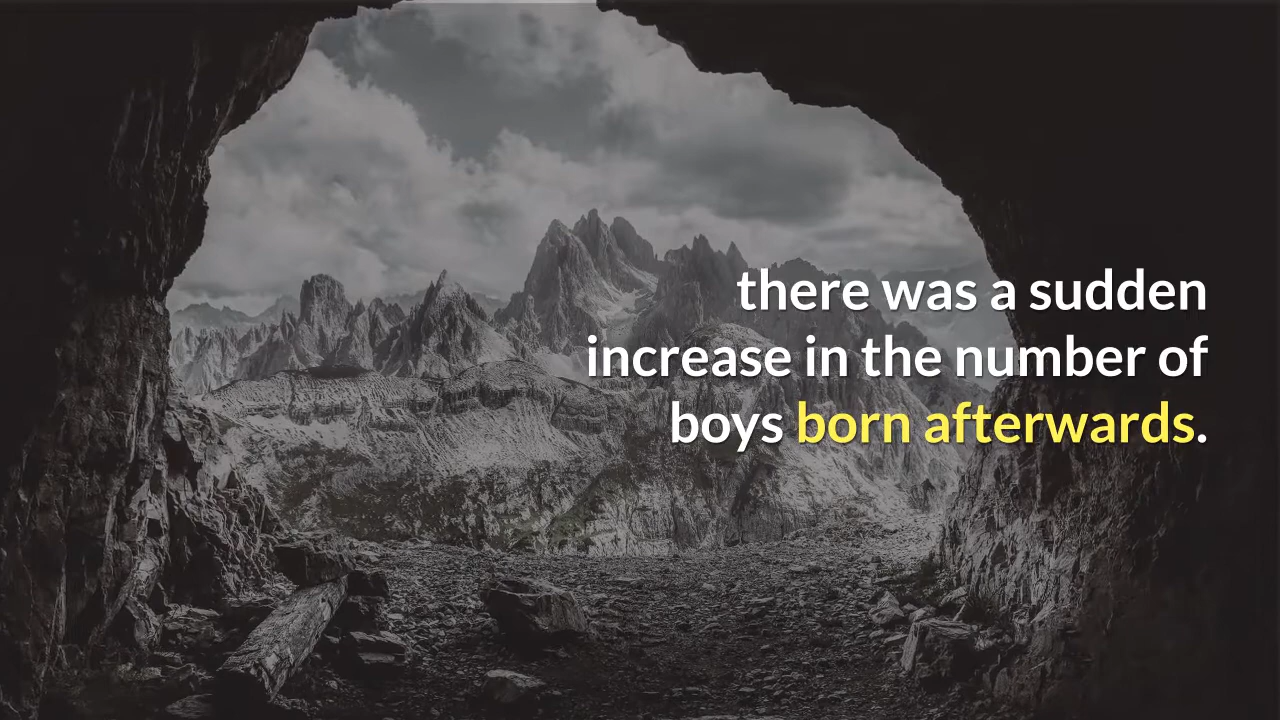 there was a sudden
increase in the number of
boys born afterwards.